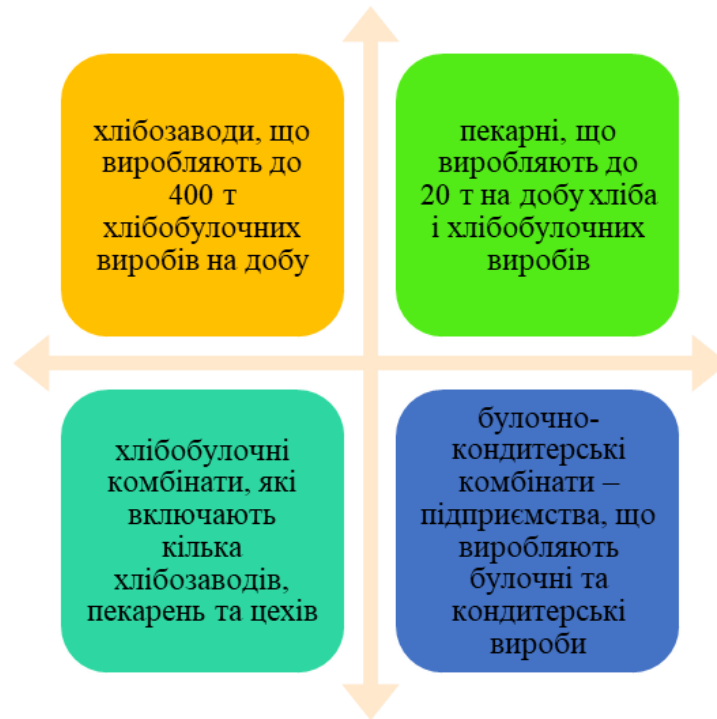 хлібозаводи, що
виробляють до
400 т
хлібобулочних
виробів на добу
пекарні, що
виробляють до
20 т на добу хліба
і хлібобулочних
виробів
хлібобулочні
комбінати, які
включають
кілька
хлібозаводів,
пекарень та цехів
булочно-
кондитерські
комбінати –
підприємства, що
виробляють
булочні та
кондитерські
вироби